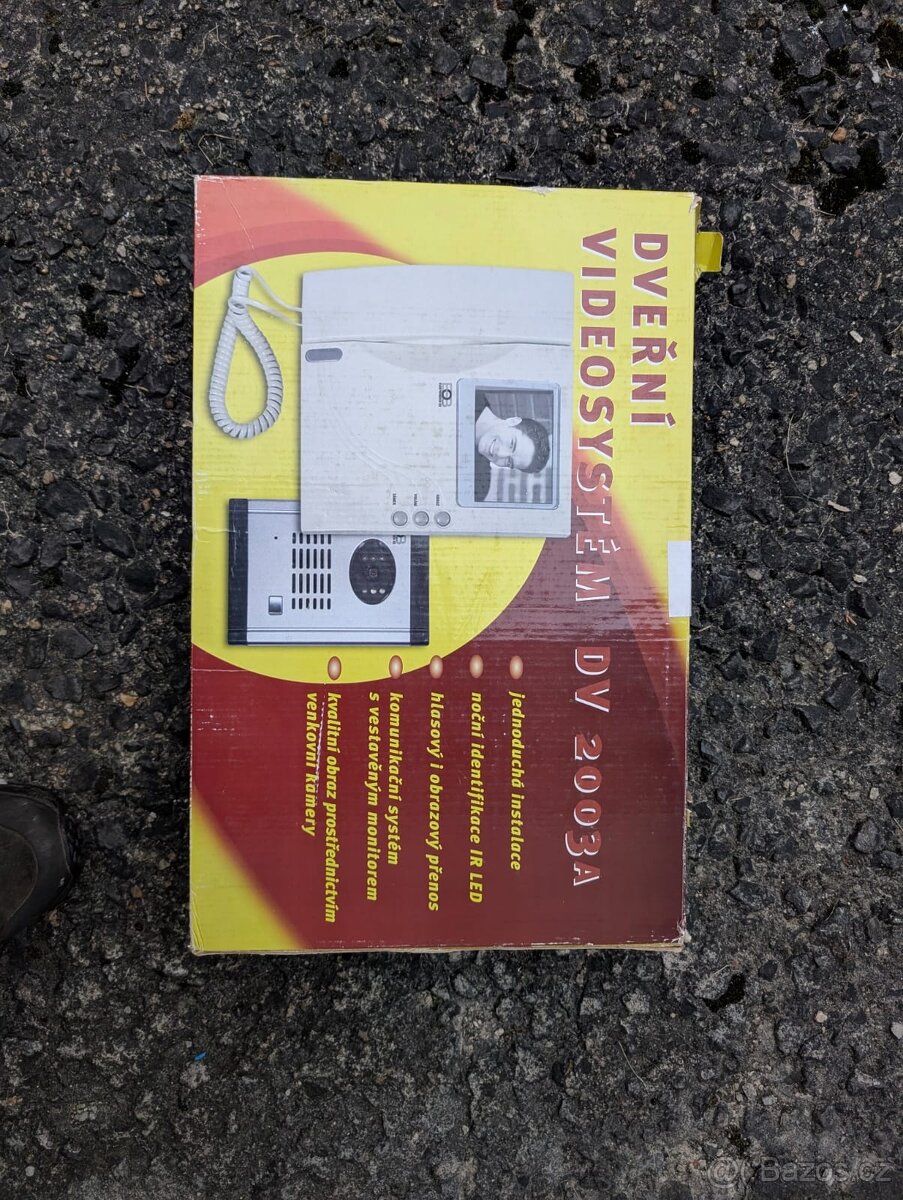 DVEŘNÍ
VIDEOSYSTÉM DV 2003A
jednoduchá instalace
noční identifikace IR LED
hlasový i obrazový přenos
komunikační systém
s vestavěným monitorem
kvalitní obraz prostřednictvím
venkovní kamery
Bazoš.cz